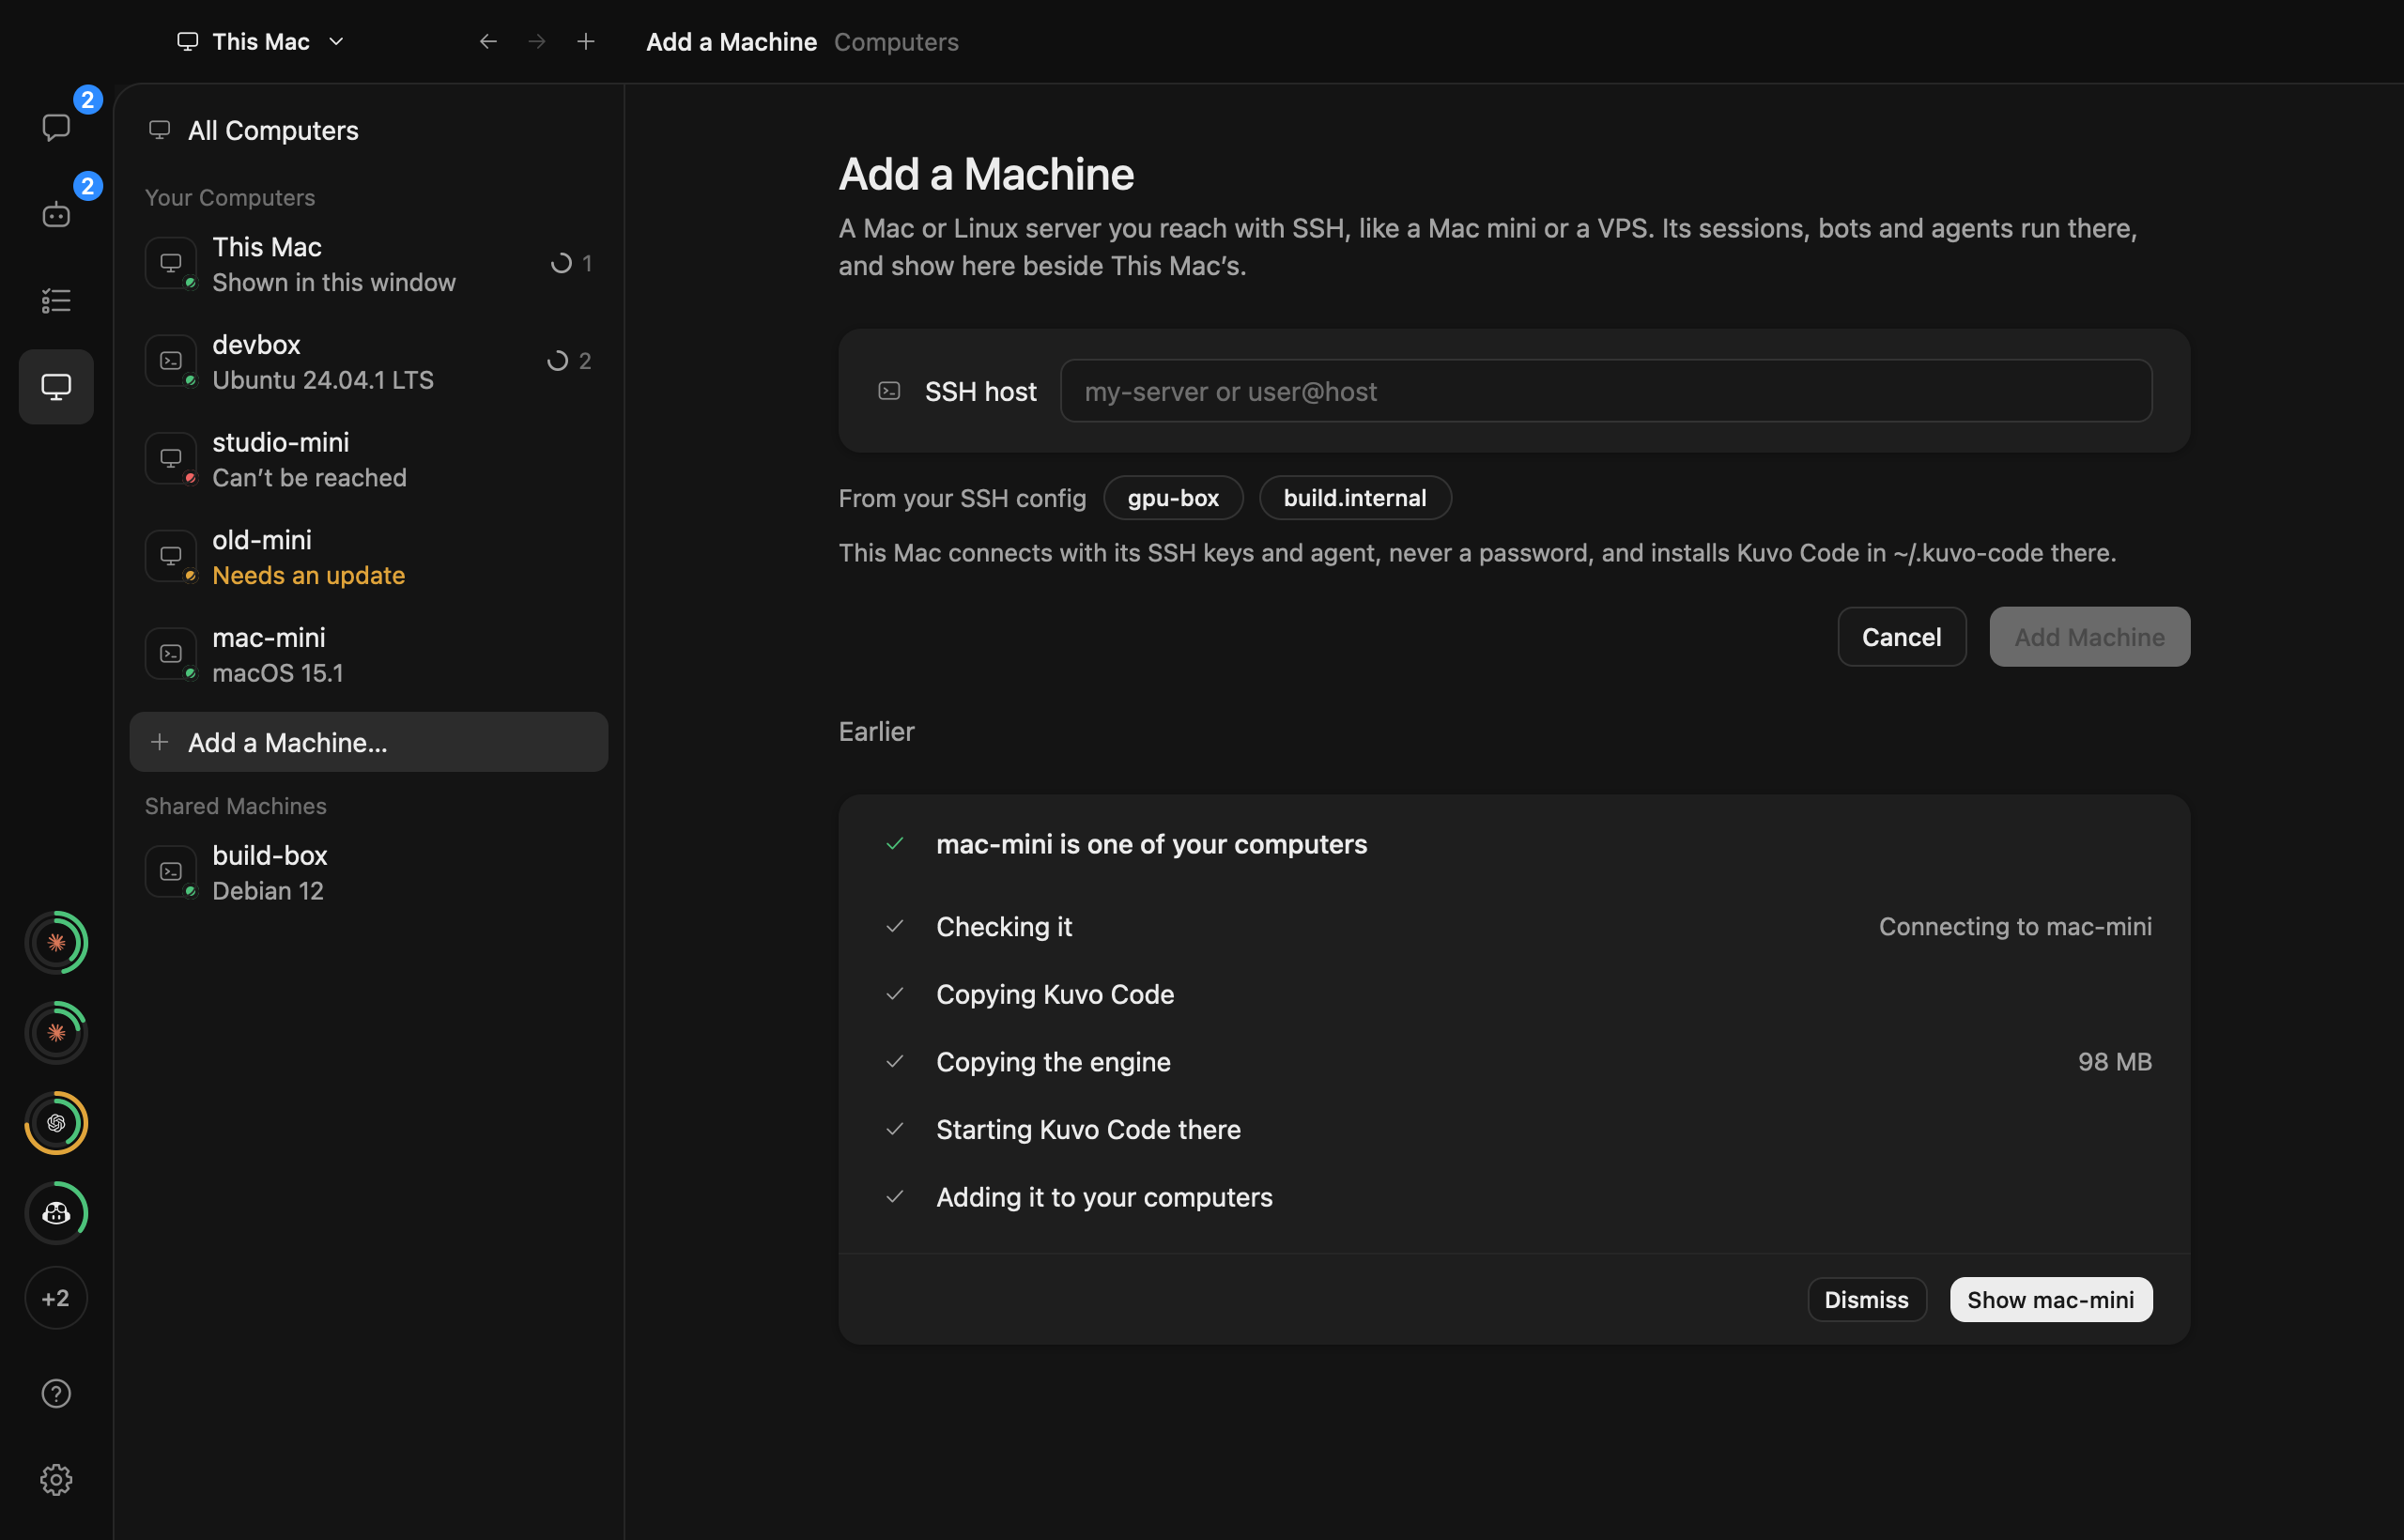 This Mac
Add a Machine Computers
2
2
All Computers
Your Computers
This Mac
Shown in this window
1
devbox
Ubuntu 24.04.1 LTS
2
studio-mini
Can’t be reached
old-mini
Needs an update
mac-mini
macOS 15.1
Add a Machine...
Shared Machines
build-box
Debian 12
+2
Add a Machine
A Mac or Linux server you reach with SSH, like a Mac mini or a VPS. Its sessions, bots and agents run there,
and show here beside This Mac’s.
SSH host my-server or user@host
From your SSH config gpu-box build.internal
This Mac connects with its SSH keys and agent, never a password, and installs Kuvo Code in ~/.kuvo-code there.
Cancel Add Machine
Earlier
mac-mini is one of your computers
Checking it Connecting to mac-mini
Copying Kuvo Code
Copying the engine 98 MB
Starting Kuvo Code there
Adding it to your computers
Dismiss Show mac-mini